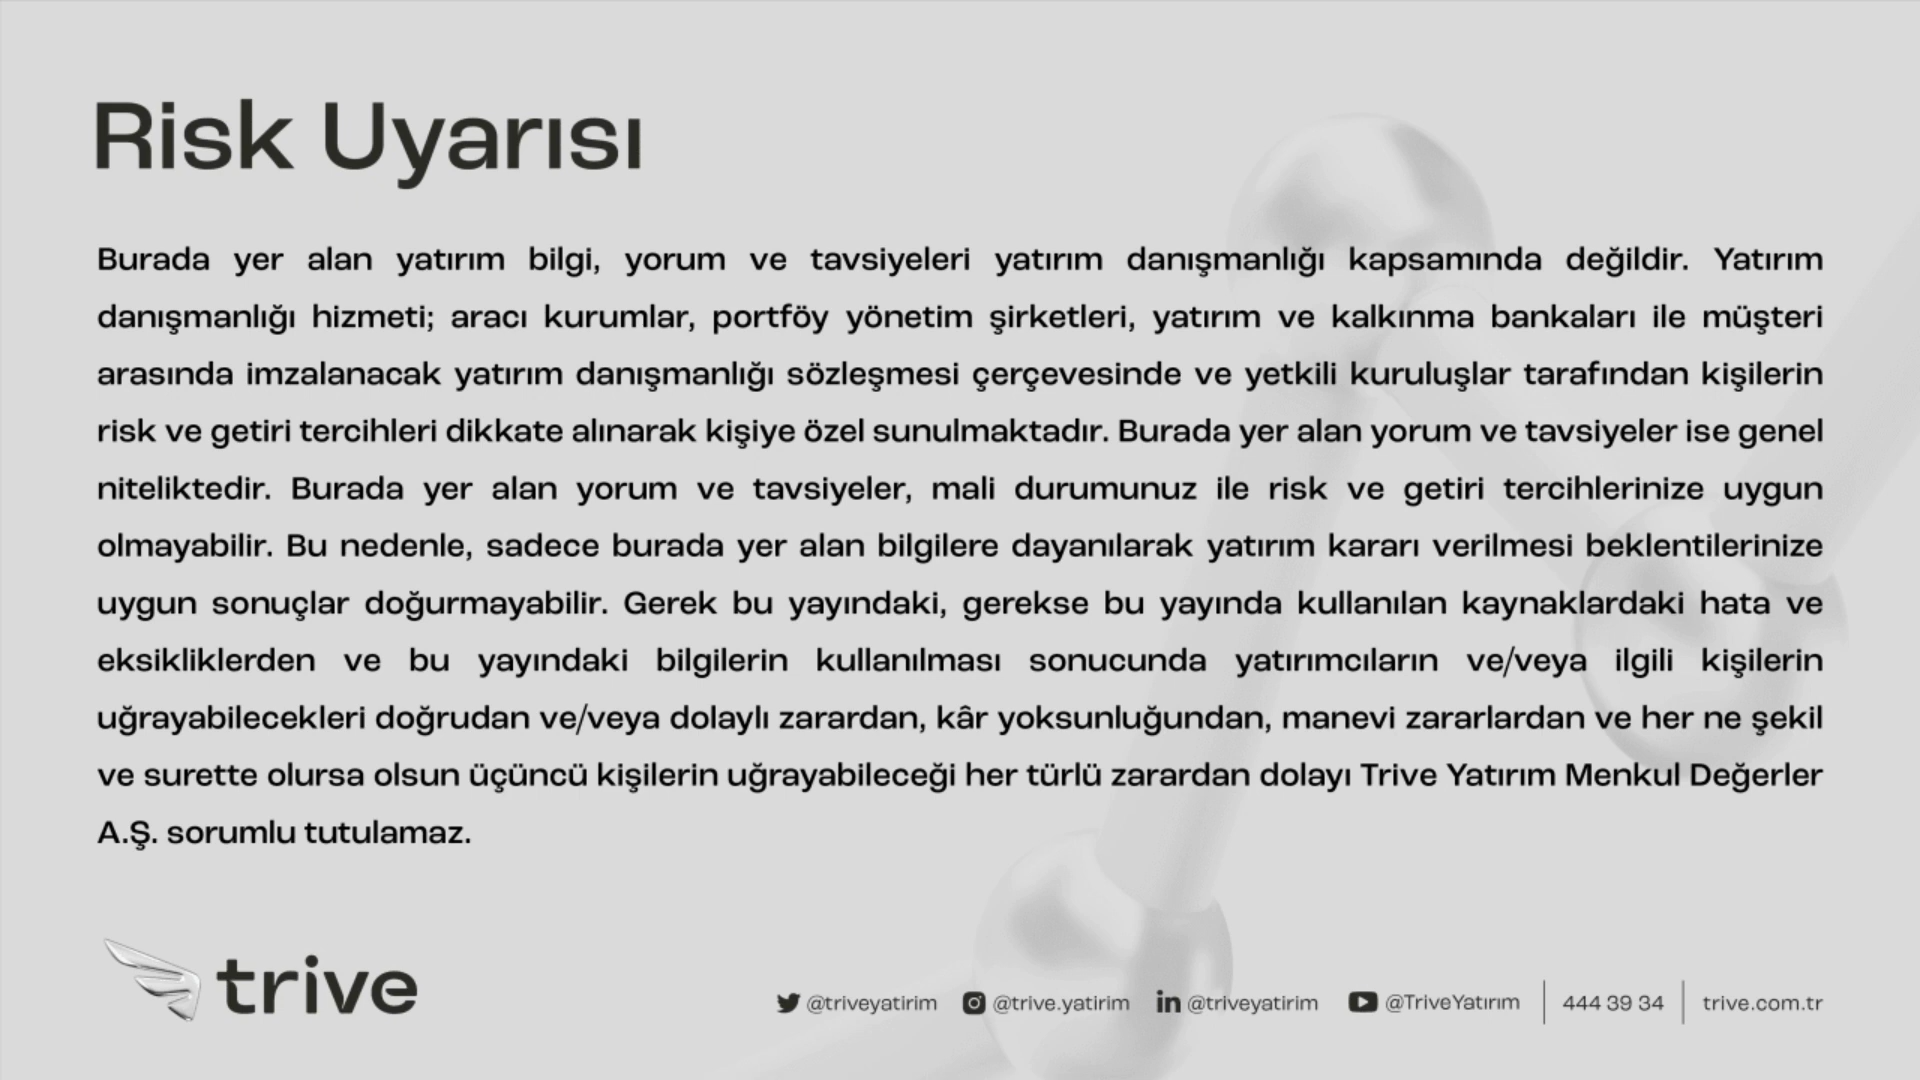 Risk Uyarısı
Burada yer alan yatırım bilgi, yorum ve tavsiyeleri yatırım danışmanlığı kapsamında değildir. Yatırım
danışmanlığı hizmeti; aracı kurumlar, portföy yönetim şirketleri, yatırım ve kalkınma bankaları ile müşteri
arasında imzalanacak yatırım danışmanlığı sözleşmesi çerçevesinde ve yetkili kuruluşlar tarafından kişilerin
risk ve getiri tercihleri dikkate alınarak kişiye özel sunulmaktadır. Burada yer alan yorum ve tavsiyeler ise genel
niteliktedir. Burada yer alan yorum ve tavsiyeler, mali durumunuz ile risk ve getiri tercihlerinize uygun
olmayabilir. Bu nedenle, sadece burada yer alan bilgilere dayanılarak yatırım kararı verilmesi beklentilerinize
uygun sonuçlar doğurmayabilir. Gerek bu yayındaki, gerekse bu yayında kullanılan kaynaklardaki hata ve
eksikliklerden ve bu yayındaki bilgilerin kullanılması sonucunda yatırımcıların ve/veya ilgili kişilerin
uğrayabilecekleri doğrudan ve/veya dolaylı zarardan, kâr yoksunluğundan, manevi zararlardan ve her ne şekil
ve surette olursa olsun üçüncü kişilerin uğrayabileceği her türlü zarardan dolayı Trive Yatırım Menkul Değerler
A.Ş. sorumlu tutulamaz.
trive
@triveyatirim @trive.yatirim in @triveyatirim @TriveYatırım 444 39 34 trive.com.tr